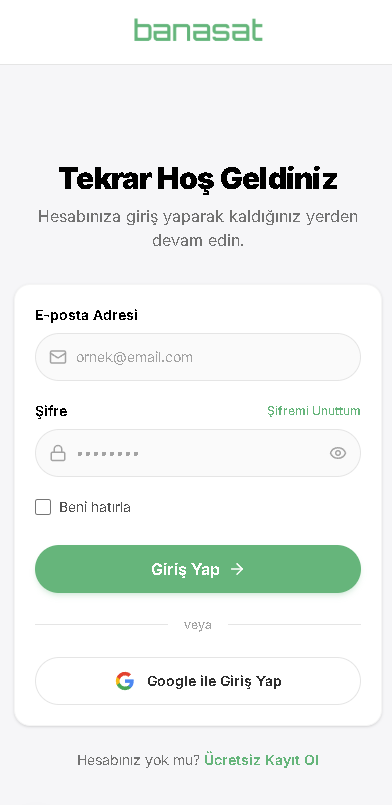 banasat
Tekrar Hoş Geldiniz
Hesabınıza giriş yaparak kaldığınız yerden
devam edin.
E-posta Adresi
ornek@email.com
Şifre
Şifremi Unuttum
••••••••
Beni hatırla
Giriş Yap →
veya
Google ile Giriş Yap
Hesabınız yok mu? Ücretsiz Kayıt Ol